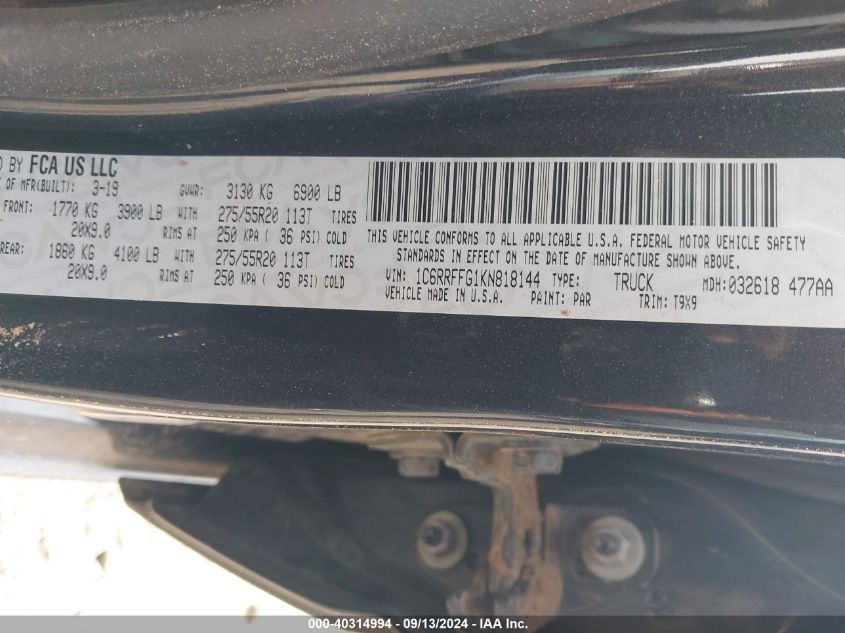 D BY FCA US LLC
OF MFR(BUILT): 3-19 GVWR: 3130 KG 6900 LB
FRONT: 1770 KG 3900 LB WITH 275/55R20 113T TIRES
20X9.0 RIMS AT 250 KPA ( 36 PSI) COLD
REAR: 1860 KG 4100 LB WITH 275/55R20 113T TIRES
20X9.0 RIMS AT 250 KPA ( 36 PSI) COLD
THIS VEHICLE CONFORMS TO ALL APPLICABLE U.S.A. FEDERAL MOTOR VEHICLE SAFETY
STANDARDS IN EFFECT ON THE DATE OF MANUFACTURE SHOWN ABOVE.
VIN: 1C6RRFFG1KN818144 TYPE: TRUCK MDH: 032618 477AA
VEHICLE MADE IN U.S.A. PAINT: PAR TRIM: T9X9
000-40314994 - 09/13/2024 - IAA Inc.